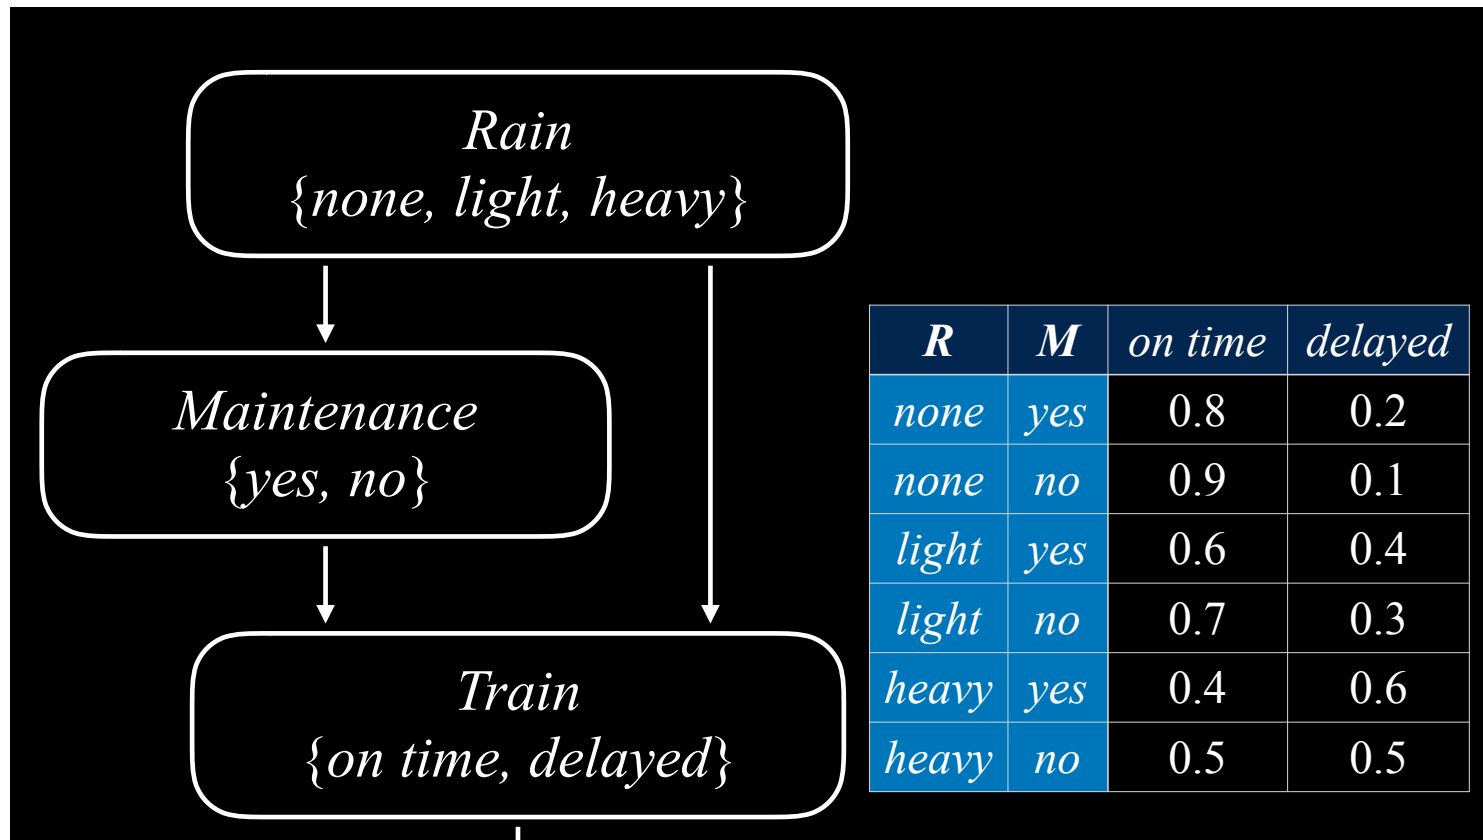 Rain
{none, light, heavy}
Maintenance
{yes, no}
Train
{on time, delayed}
R M on time delayed
none yes 0.8 0.2
none no 0.9 0.1
light yes 0.6 0.4
light no 0.7 0.3
heavy yes 0.4 0.6
heavy no 0.5 0.5